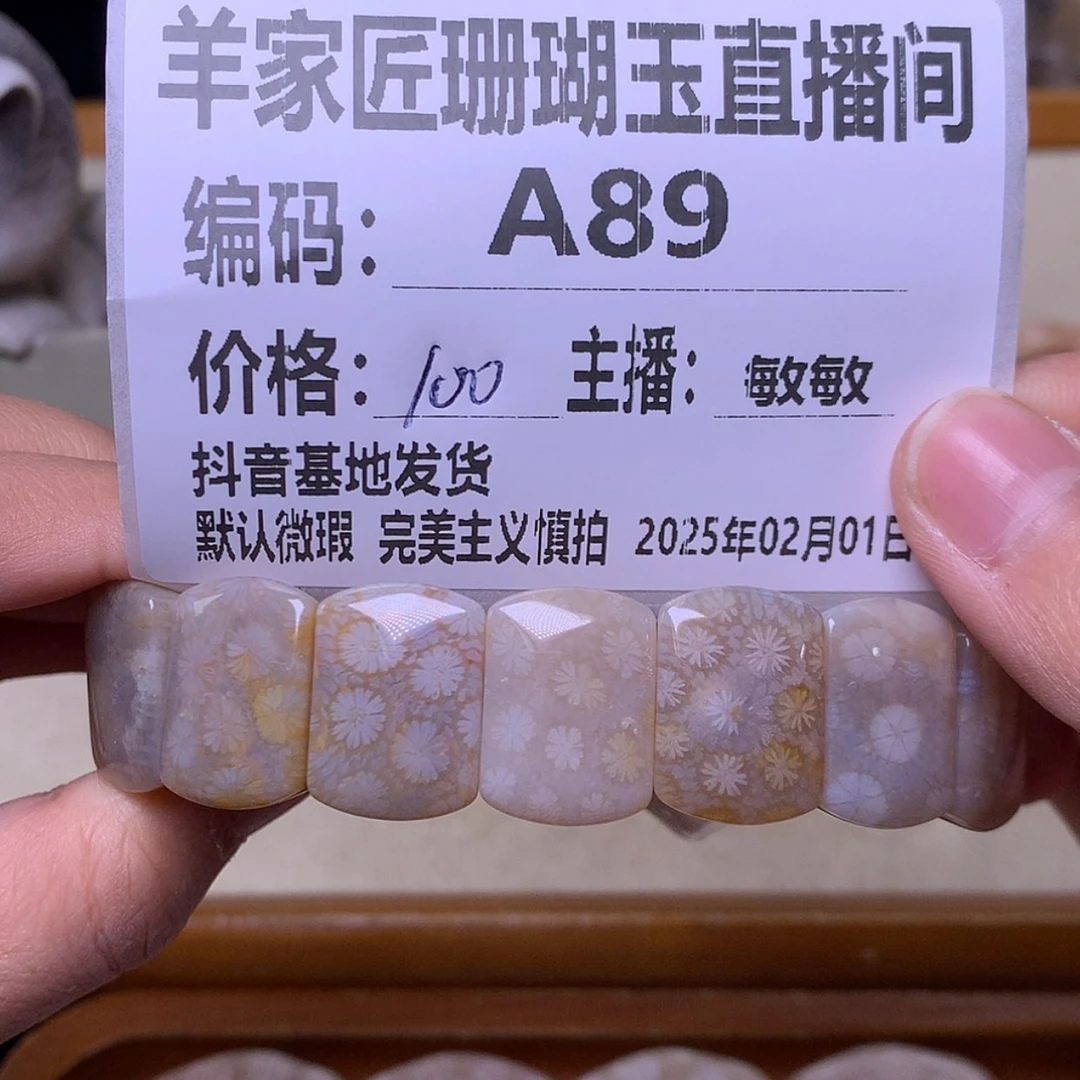 羊家匠珊瑚玉直播间
编码： A89
价格：100 主播：敏敏
抖音基地发货
默认微瑕 完美主义慎拍 2025年02月01日